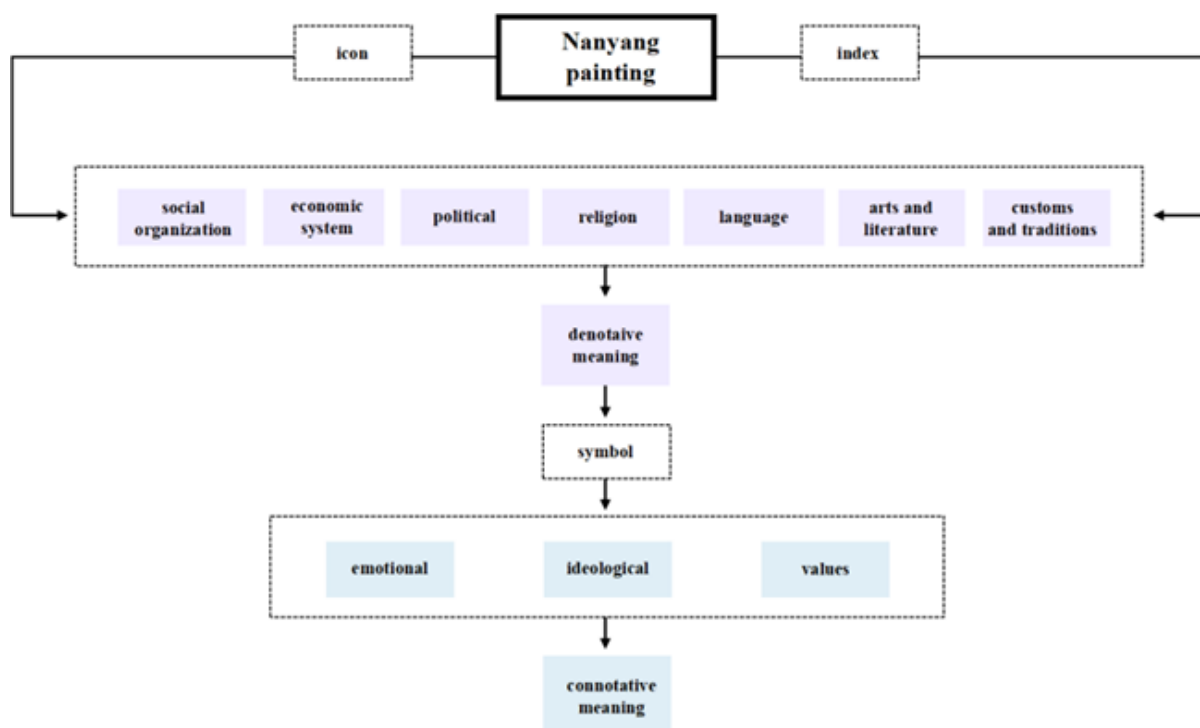 icon
Nanyang
painting
index
social
organization
economic
system
political
religion
language
arts and
literature
customs
and traditions
denotaive
meaning
symbol
emotional
ideological
values
connotative
meaning